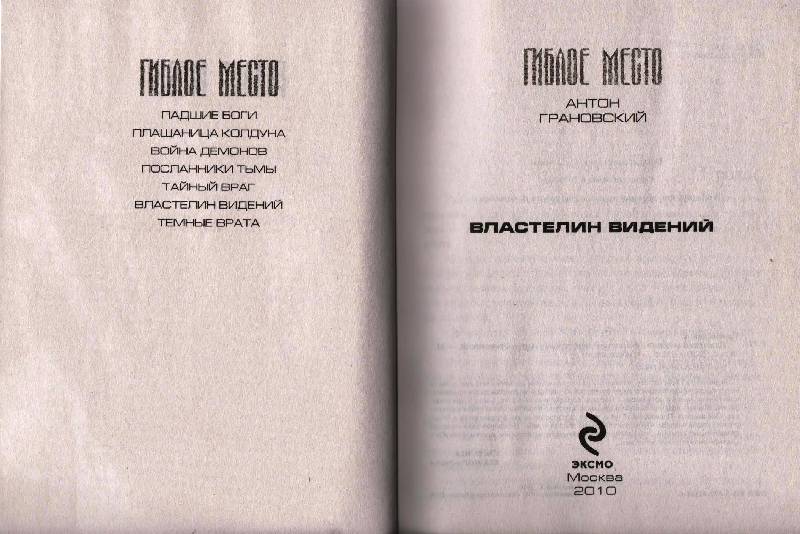 ГИБЛОЕ МЕСТО
ПАДШИЕ БОГИ
ПЛАЩАНИЦА КОЛДУНА
ВОЙНА ДЕМОНОВ
ПОСЛАННИКИ ТЬМЫ
ТАЙНЫЙ ВРАГ
ВЛАСТЕЛИН ВИДЕНИЙ
ТЕМНЫЕ ВРАТА
ГИБЛОЕ МЕСТО
АНТОН
ГРАНОВСКИЙ
ВЛАСТЕЛИН ВИДЕНИЙ
ЭКСМО
Москва
2010